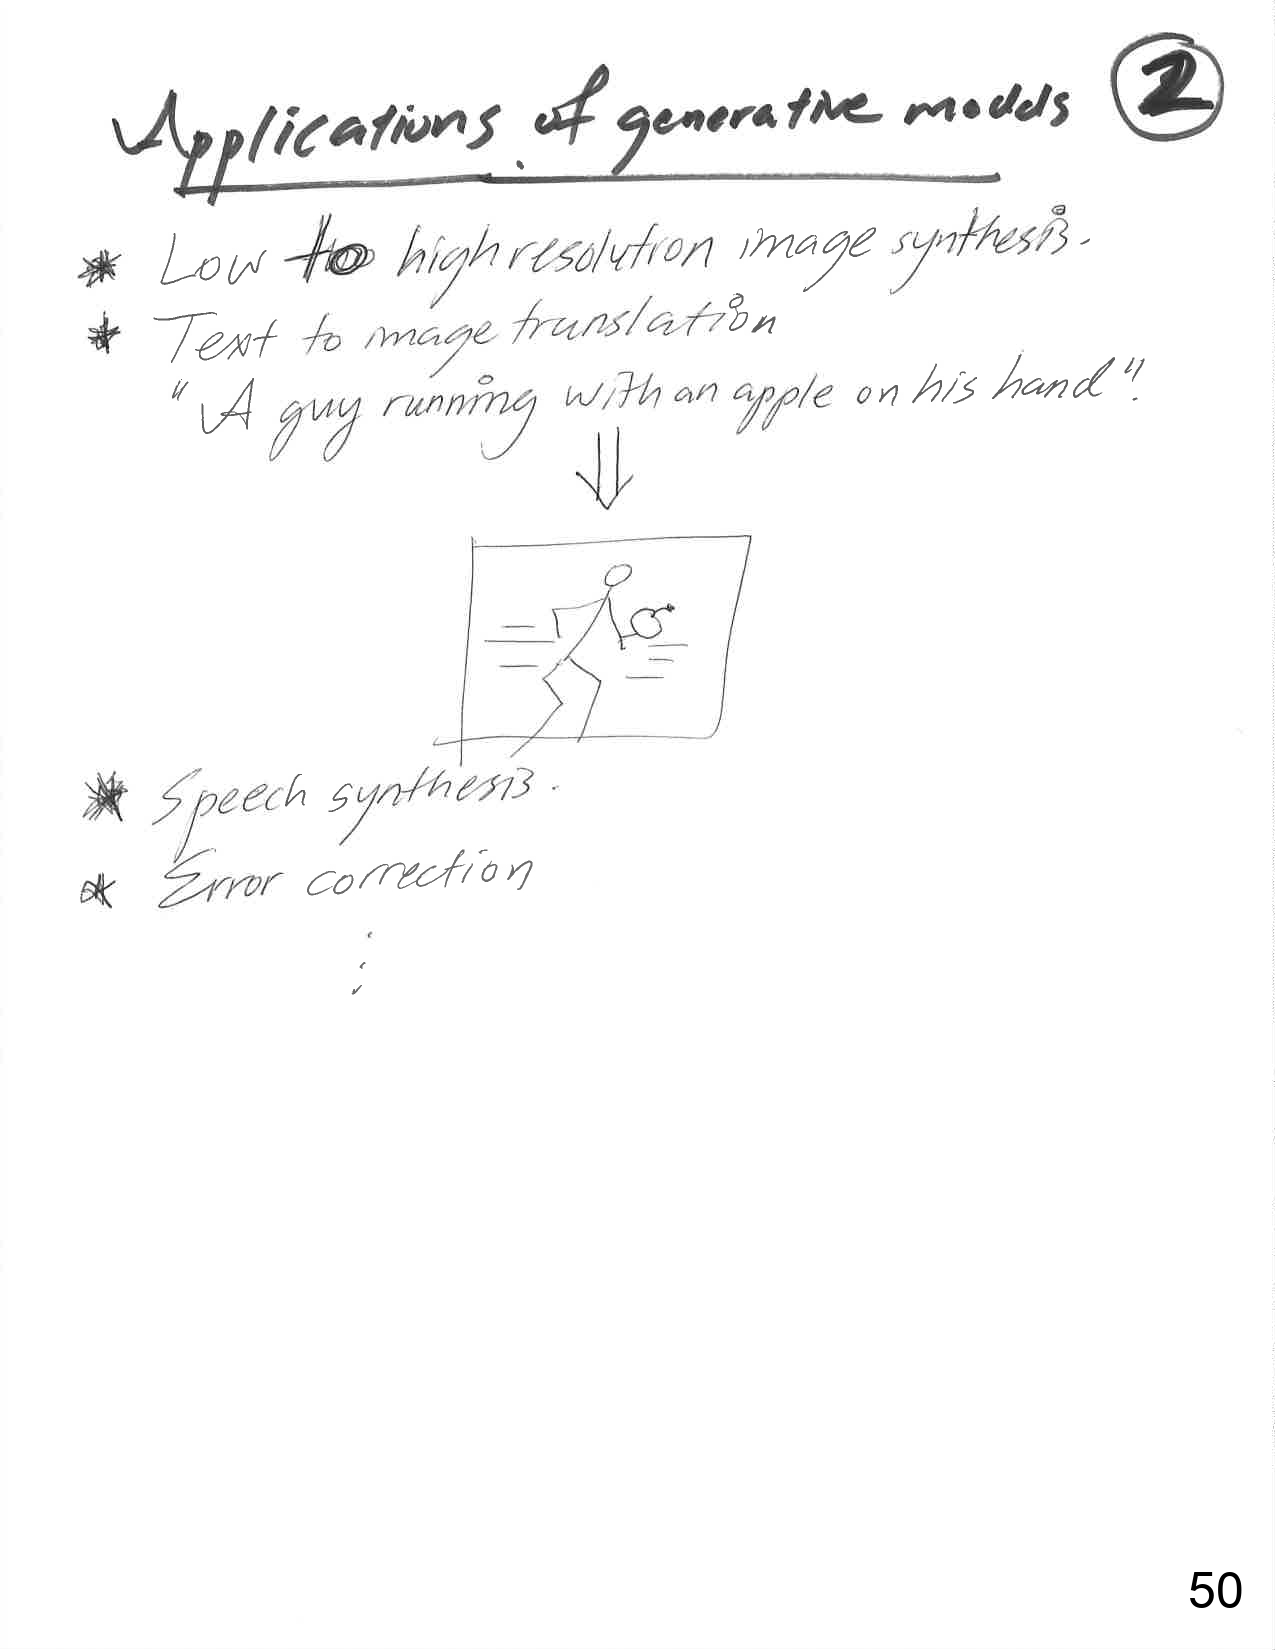 Applications of generative models
2
* Low to high resolution image synthesis.
* Text to image translation
"A guy running with an apple on his hand".
* Speech synthesis.
* Error correction
50